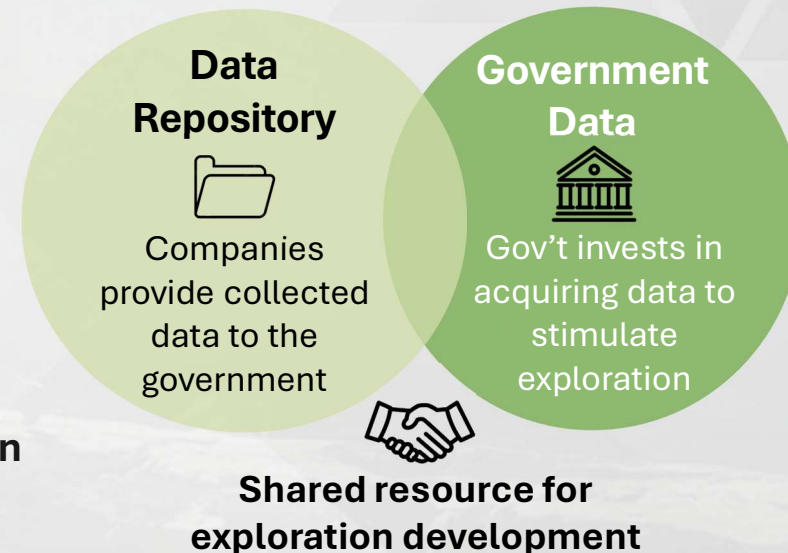 Data
Repository
Companies
provide collected
data to the
government
Government
Data
Gov’t invests in
acquiring data to
stimulate
exploration
n
Shared resource for
exploration development